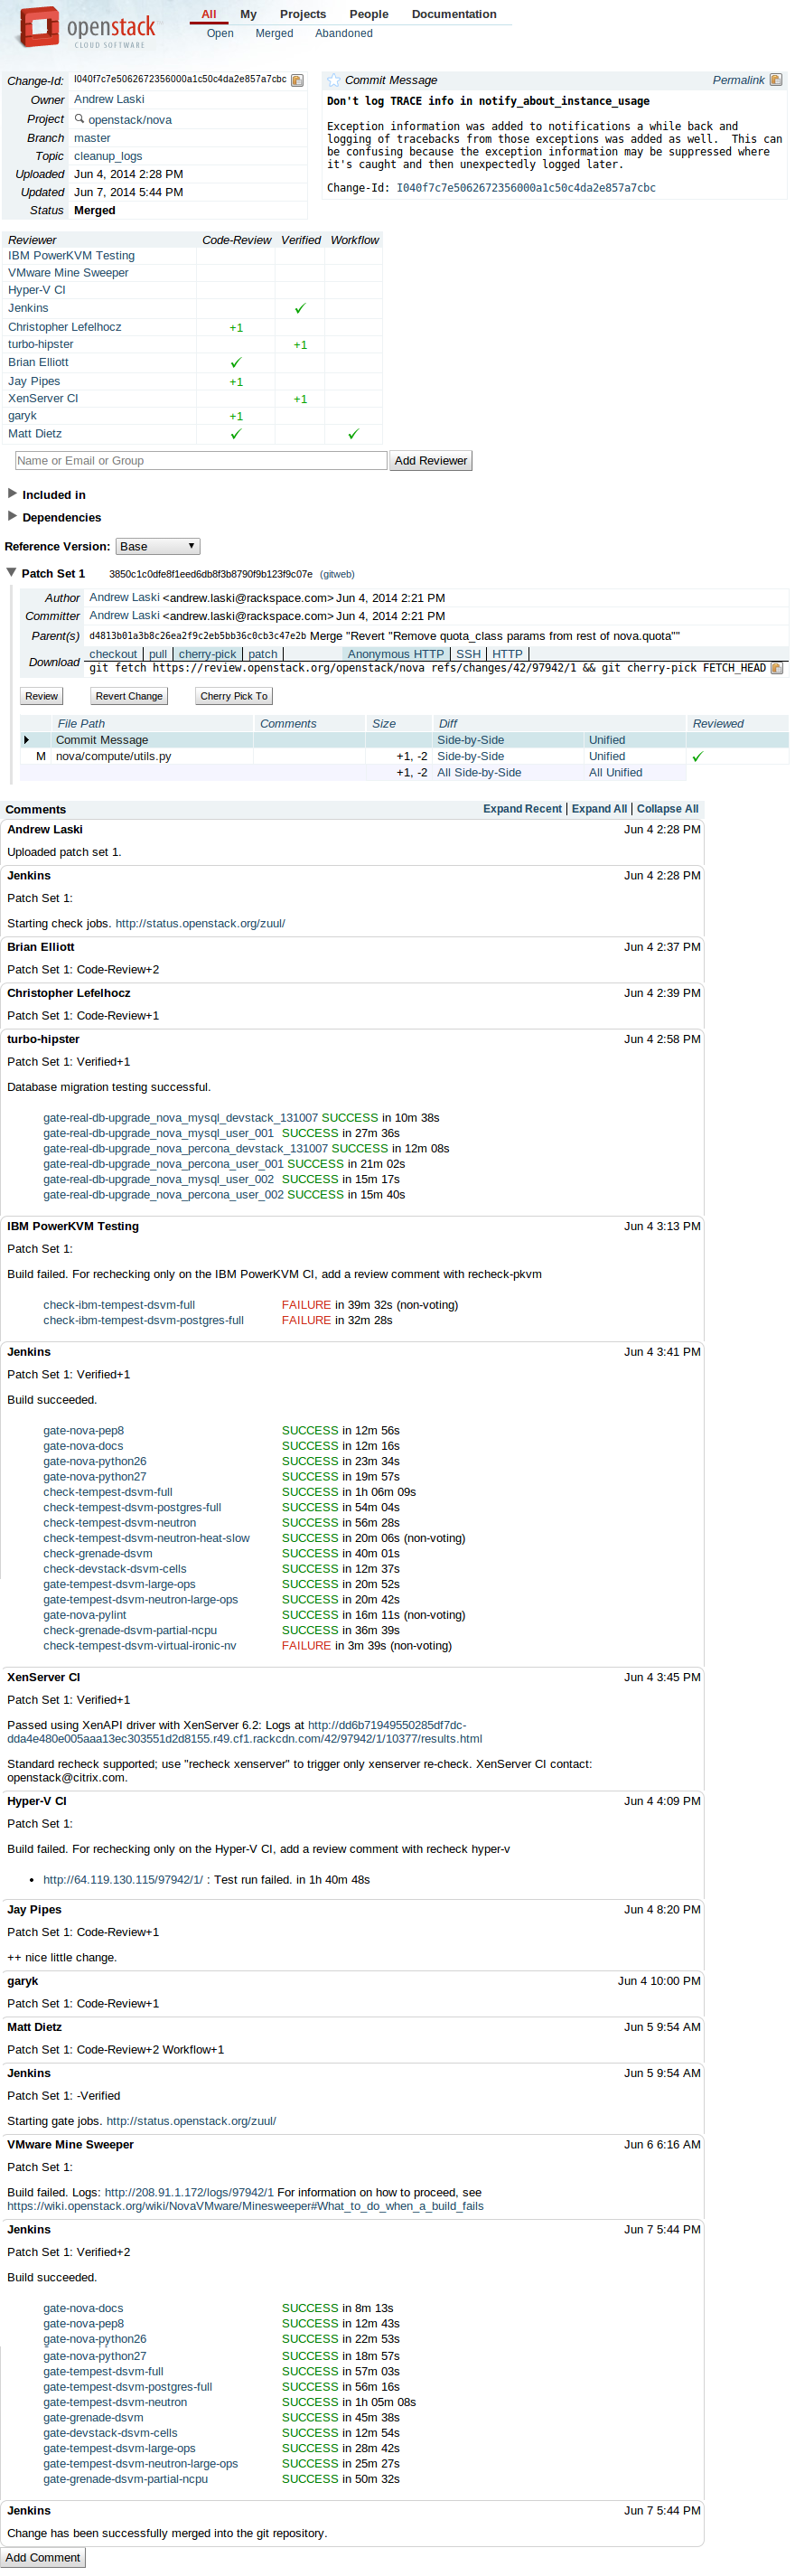 openstack
CLOUD SOFTWARE
All My Projects People Documentation
Open Merged Abandoned
Change-Id: I040f7c7e5062672356000a1c50c4da2e857a7cbc
Owner Andrew Laski
Project openstack/nova
Branch master
Topic cleanup_logs
Uploaded Jun 4, 2014 2:28 PM
Updated Jun 7, 2014 5:44 PM
Status Merged
Commit Message Permalink
Don't log TRACE info in notify_about_instance_usage
Exception information was added to notifications a while back and
logging of tracebacks from those exceptions was added as well.  This can
be confusing because the exception information may be suppressed where
it's caught and then unexpectedly logged later.
Change-Id: I040f7c7e5062672356000a1c50c4da2e857a7cbc
Reviewer Code-Review Verified Workflow
IBM PowerKVM Testing
VMware Mine Sweeper
Hyper-V CI
Jenkins ✓
Christopher Lefelhocz +1
turbo-hipster +1
Brian Elliott ✓
Jay Pipes +1
XenServer CI +1
garyk +1
Matt Dietz ✓ ✓
Name or Email or Group Add Reviewer
Included in
Dependencies
Reference Version: Base
Patch Set 1 3850c1c0dfe8f1eed6db8f3b8790f9b123f9c07e (gitweb)
Author Andrew Laski <andrew.laski@rackspace.com> Jun 4, 2014 2:21 PM
Committer Andrew Laski <andrew.laski@rackspace.com> Jun 4, 2014 2:21 PM
Parent(s) d4813b01a3b8c26ea2f9c2eb5bb36c0cb3c47e2b Merge "Revert "Remove quota_class params from rest of nova.quota""
Download checkout | pull | cherry-pick | patch | Anonymous HTTP | SSH | HTTP |
git fetch https://review.openstack.org/openstack/nova refs/changes/42/97942/1 && git cherry-pick FETCH_HEAD
Review Revert Change Cherry Pick To
File Path Comments Size Diff Reviewed
Commit Message Side-by-Side Unified
M nova/compute/utils.py +1, -2 Side-by-Side Unified ✓
+1, -2 All Side-by-Side All Unified
Comments Expand Recent | Expand All | Collapse All
Andrew Laski Jun 4 2:28 PM
Uploaded patch set 1.
Jenkins Jun 4 2:28 PM
Patch Set 1:
Starting check jobs. http://status.openstack.org/zuul/
Brian Elliott Jun 4 2:37 PM
Patch Set 1: Code-Review+2
Christopher Lefelhocz Jun 4 2:39 PM
Patch Set 1: Code-Review+1
turbo-hipster Jun 4 2:58 PM
Patch Set 1: Verified+1
Database migration testing successful.
gate-real-db-upgrade_nova_mysql_devstack_131007 SUCCESS in 10m 38s
gate-real-db-upgrade_nova_mysql_user_001 SUCCESS in 27m 36s
gate-real-db-upgrade_nova_percona_devstack_131007 SUCCESS in 12m 08s
gate-real-db-upgrade_nova_percona_user_001 SUCCESS in 21m 02s
gate-real-db-upgrade_nova_mysql_user_002 SUCCESS in 15m 17s
gate-real-db-upgrade_nova_percona_user_002 SUCCESS in 15m 40s
IBM PowerKVM Testing Jun 4 3:13 PM
Patch Set 1:
Build failed. For rechecking only on the IBM PowerKVM CI, add a review comment with recheck-pkvm
check-ibm-tempest-dsvm-full FAILURE in 39m 32s (non-voting)
check-ibm-tempest-dsvm-postgres-full FAILURE in 32m 28s
Jenkins Jun 4 3:41 PM
Patch Set 1: Verified+1
Build succeeded.
gate-nova-pep8 SUCCESS in 12m 56s
gate-nova-docs SUCCESS in 12m 16s
gate-nova-python26 SUCCESS in 23m 34s
gate-nova-python27 SUCCESS in 19m 57s
check-tempest-dsvm-full SUCCESS in 1h 06m 09s
check-tempest-dsvm-postgres-full SUCCESS in 54m 04s
check-tempest-dsvm-neutron SUCCESS in 56m 28s
check-tempest-dsvm-neutron-heat-slow SUCCESS in 20m 06s (non-voting)
check-grenade-dsvm SUCCESS in 40m 01s
check-devstack-dsvm-cells SUCCESS in 12m 37s
gate-tempest-dsvm-large-ops SUCCESS in 20m 52s
gate-tempest-dsvm-neutron-large-ops SUCCESS in 20m 42s
gate-nova-pylint SUCCESS in 16m 11s (non-voting)
check-grenade-dsvm-partial-ncpu SUCCESS in 36m 39s
check-tempest-dsvm-virtual-ironic-nv FAILURE in 3m 39s (non-voting)
XenServer CI Jun 4 3:45 PM
Patch Set 1: Verified+1
Passed using XenAPI driver with XenServer 6.2: Logs at http://dd6b71949550285df7dc-
dda4e480e005aaa13ec303551d2d8155.r49.cf1.rackcdn.com/42/97942/1/10377/results.html
Standard recheck supported; use "recheck xenserver" to trigger only xenserver re-check. XenServer CI contact:
openstack@citrix.com.
Hyper-V CI Jun 4 4:09 PM
Patch Set 1:
Build failed. For rechecking only on the Hyper-V CI, add a review comment with recheck hyper-v
• http://64.119.130.115/97942/1/ : Test run failed. in 1h 40m 48s
Jay Pipes Jun 4 8:20 PM
Patch Set 1: Code-Review+1
++ nice little change.
garyk Jun 4 10:00 PM
Patch Set 1: Code-Review+1
Matt Dietz Jun 5 9:54 AM
Patch Set 1: Code-Review+2 Workflow+1
Jenkins Jun 5 9:54 AM
Patch Set 1: -Verified
Starting gate jobs. http://status.openstack.org/zuul/
VMware Mine Sweeper Jun 6 6:16 AM
Patch Set 1:
Build failed. Logs: http://208.91.1.172/logs/97942/1 For information on how to proceed, see
https://wiki.openstack.org/wiki/NovaVMware/Minesweeper#What_to_do_when_a_build_fails
Jenkins Jun 7 5:44 PM
Patch Set 1: Verified+2
Build succeeded.
gate-nova-docs SUCCESS in 8m 13s
gate-nova-pep8 SUCCESS in 12m 43s
gate-nova-python26 SUCCESS in 22m 53s
gate-nova-python27 SUCCESS in 18m 57s
gate-tempest-dsvm-full SUCCESS in 57m 03s
gate-tempest-dsvm-postgres-full SUCCESS in 56m 16s
gate-tempest-dsvm-neutron SUCCESS in 1h 05m 08s
gate-grenade-dsvm SUCCESS in 45m 38s
gate-devstack-dsvm-cells SUCCESS in 12m 54s
gate-tempest-dsvm-large-ops SUCCESS in 28m 42s
gate-tempest-dsvm-neutron-large-ops SUCCESS in 25m 27s
gate-grenade-dsvm-partial-ncpu SUCCESS in 50m 32s
Jenkins Jun 7 5:44 PM
Change has been successfully merged into the git repository.
Add Comment